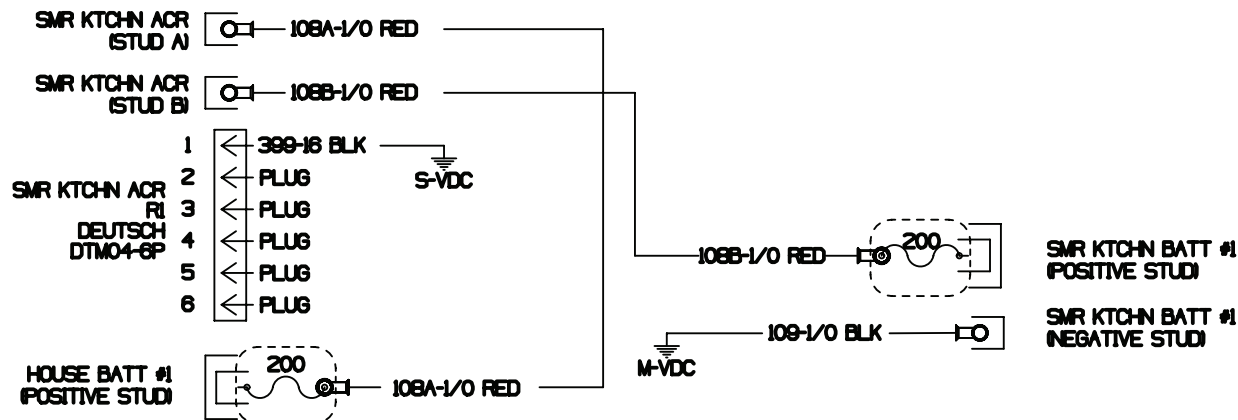 SMR KTCHN ACR
(STUD A)
108A-1/0 RED
SMR KTCHN ACR
(STUD B)
108B-1/0 RED
1
399-16 BLK
S-VDC
2
PLUG
SMR KTCHN ACR
R1
DEUTSCH
DTM04-6P
3
PLUG
4
PLUG
5
PLUG
6
PLUG
108B-1/0 RED
200
SMR KTCHN BATT #1
(POSITIVE STUD)
M-VDC
109-1/0 BLK
SMR KTCHN BATT #1
(NEGATIVE STUD)
HOUSE BATT #1
(POSITIVE STUD)
200
108A-1/0 RED